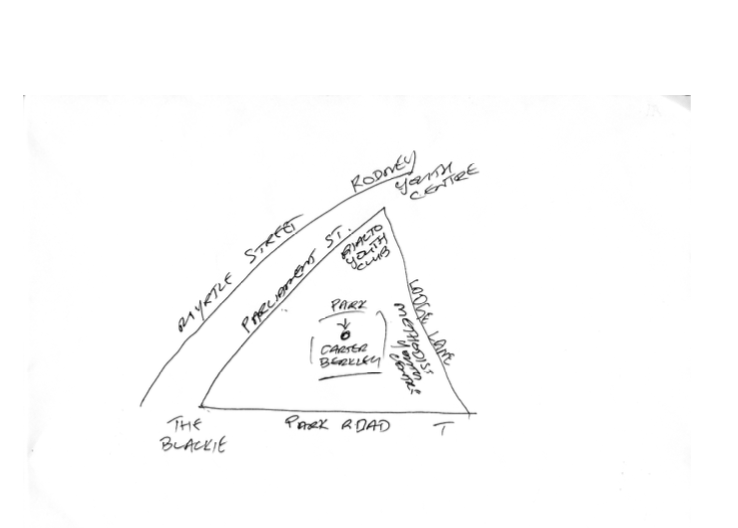 RODNEY
YOUTH
CENTRE
MYRTLE STREET
PARLIAMENT ST.
RIALTO
YOUTH
CLUB
LODGE LANE
METHODIST
YOUTH
CENTRE
PARK
CARTER
BERKLEY
THE
BLACKIE
PARK ROAD
T